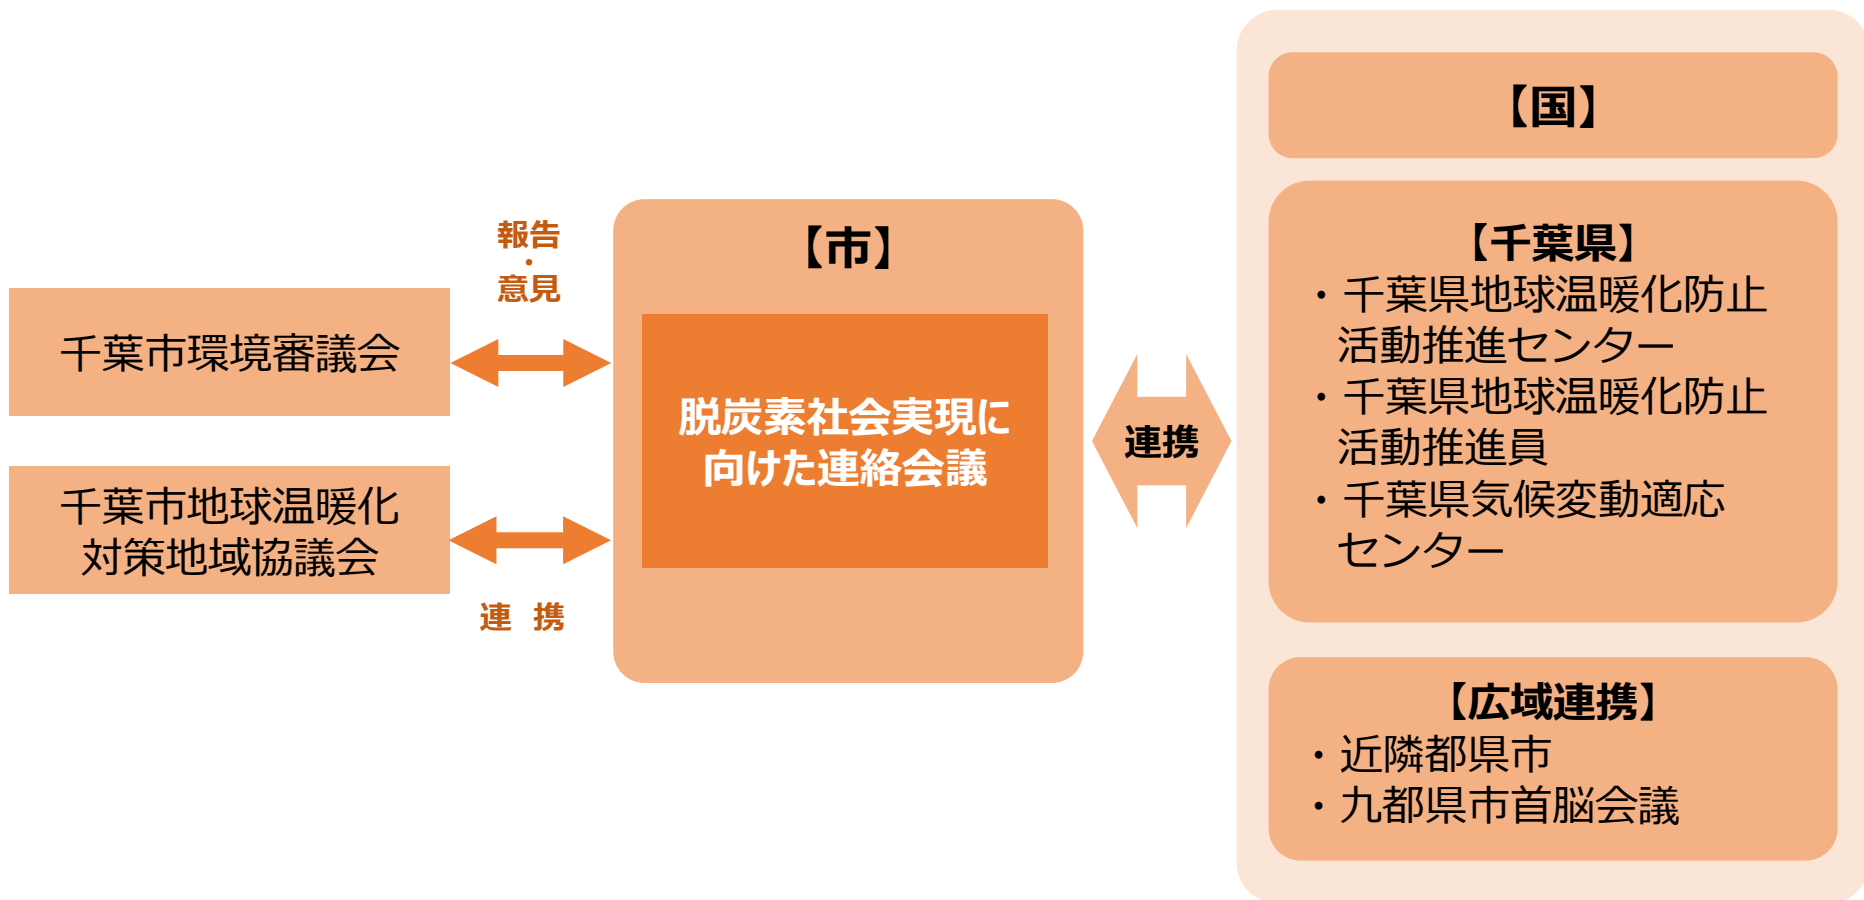 千葉市環境審議会
千葉市地球温暖化
対策地域協議会
報告
・
意見
連 携
【市】
脱炭素社会実現に
向けた連絡会議
連携
【国】
【千葉県】
・千葉県地球温暖化防止
活動推進センター
・千葉県地球温暖化防止
活動推進員
・千葉県気候変動適応
センター
【広域連携】
・近隣都県市
・九都県市首脳会議